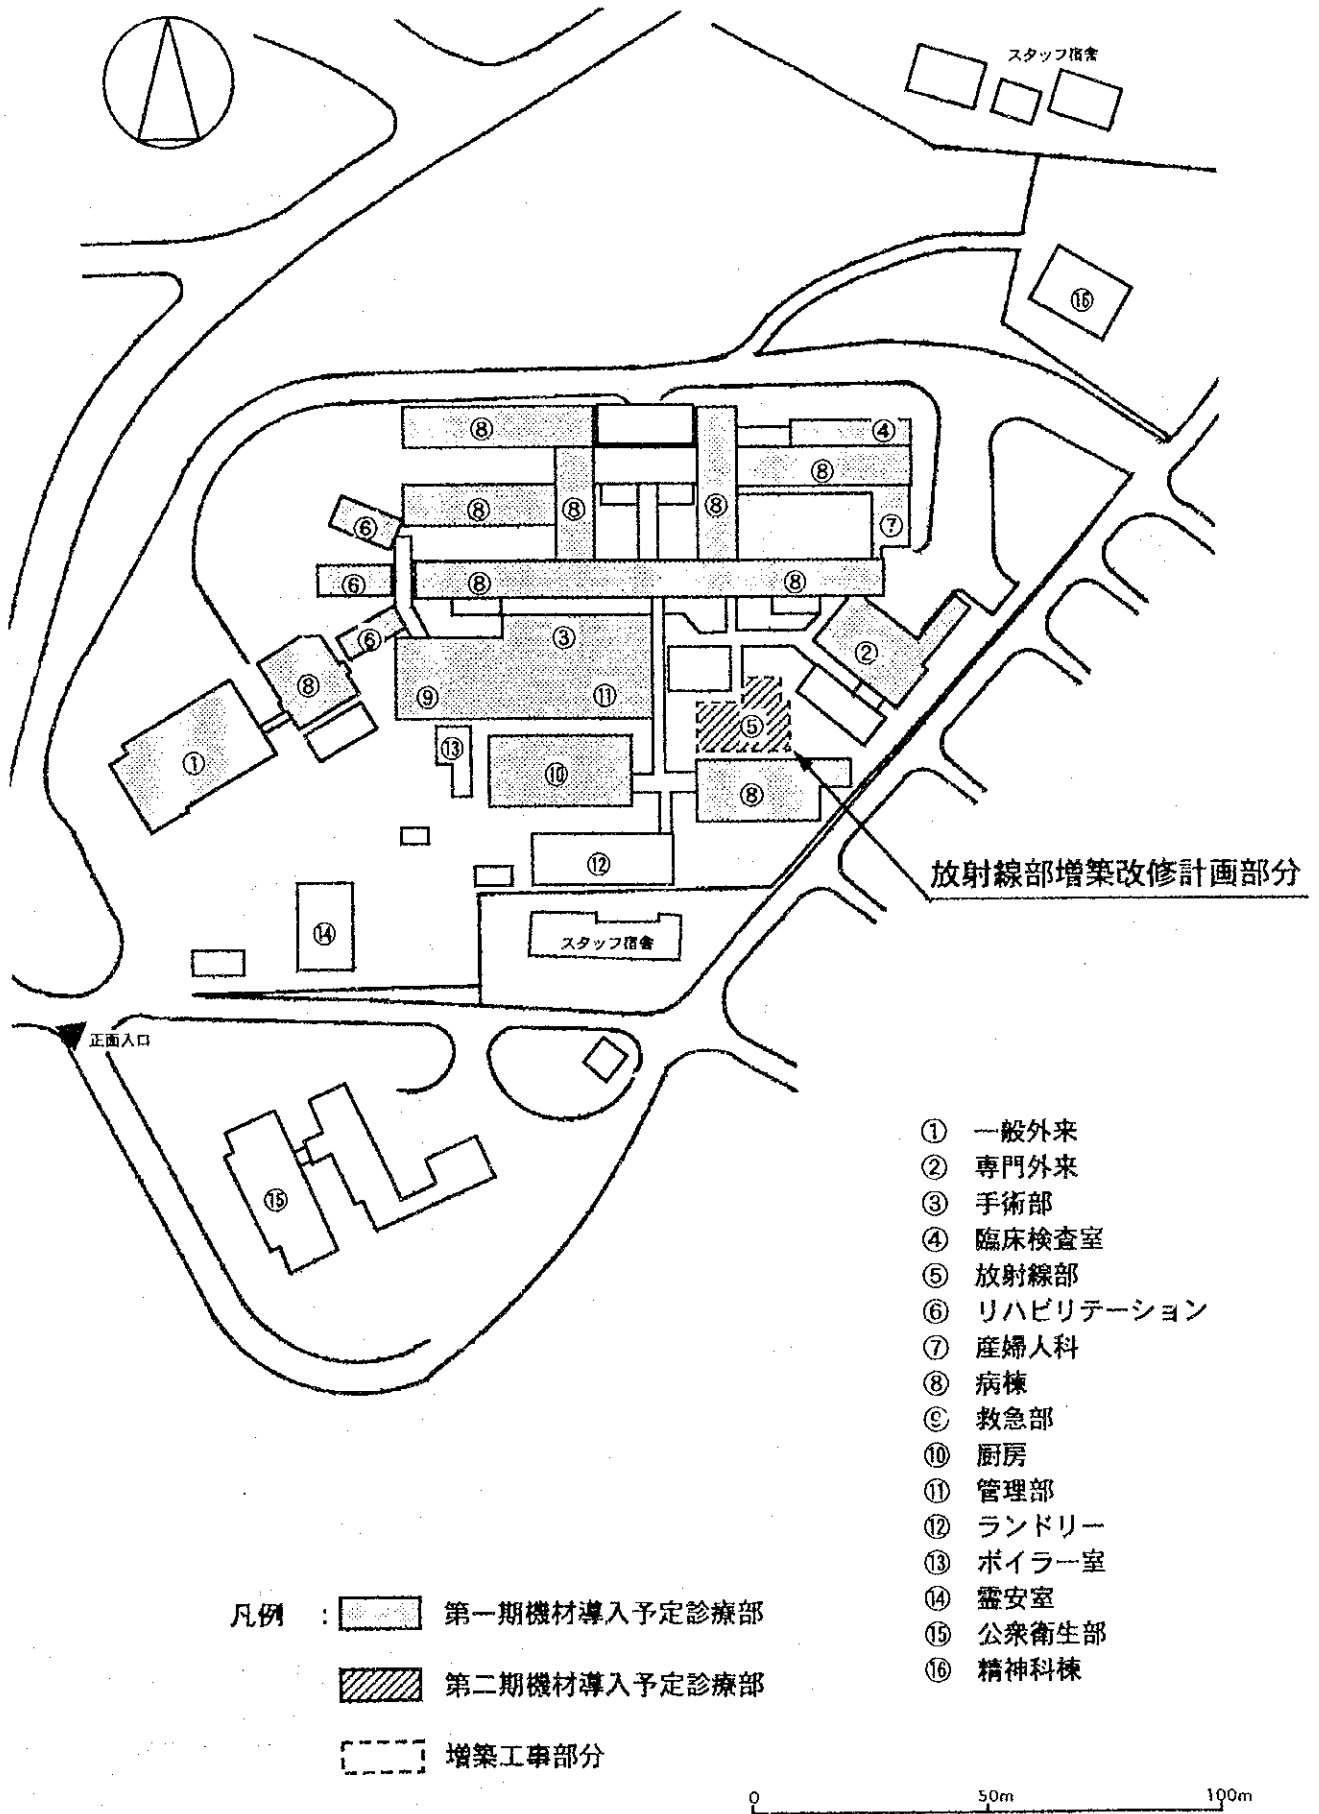 スタッフ宿舎
⑯
⑧
④
⑧
⑧
⑧
⑧
⑦
⑥
⑥
⑧
⑧
⑥
③
②
⑧
⑨
⑪
⑤
⑬
①
⑩
⑧
⑫
放射線部増築改修計画部分
⑭
スタッフ宿舎
正面入口
⑮
① 一般外来
② 専門外来
③ 手術部
④ 臨床検査室
⑤ 放射線部
⑥ リハビリテーション
⑦ 産婦人科
⑧ 病棟
⑨ 救急部
⑩ 厨房
⑪ 管理部
⑫ ランドリー
⑬ ボイラー室
⑭ 霊安室
⑮ 公衆衛生部
⑯ 精神科棟
凡例 : 第一期機材導入予定診療部
第二期機材導入予定診療部
増築工事部分
0 50m 100m